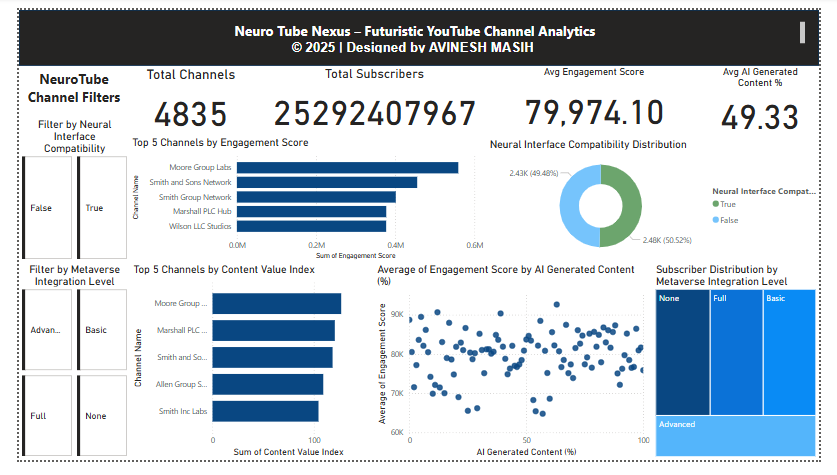 Neuro Tube Nexus – Futuristic YouTube Channel Analytics
© 2025 | Designed by AVINESH MASIH
NeuroTube
Channel Filters
Filter by Neural
Interface
Compatibility
False
True
Filter by Metaverse
Integration Level
Advan...
Basic
Full
None
Total Channels
4835
Total Subscribers
25292407967
Avg Engagement Score
79,974.10
Avg AI Generated
Content %
49.33
Top 5 Channels by Engagement Score
Channel Name
Moore Group Labs
Smith and Sons Network
Smith Group Network
Marshall PLC Hub
Wilson LLC Studios
0.0M 0.2M 0.4M 0.6M
Sum of Engagement Score
Neural Interface Compatibility Distribution
2.43K (49.48%)
2.48K (50.52%)
Neural Interface Compat...
True
False
Top 5 Channels by Content Value Index
Channel Name
Moore Group ...
Marshall PLC ...
Smith and So...
Allen Group S...
Smith Inc Labs
0 100
Sum of Content Value Index
Average of Engagement Score by AI Generated Content
(%)
Average of Engagement Score
90K
80K
70K
60K
0 50 100
AI Generated Content (%)
Subscriber Distribution by
Metaverse Integration Level
None
Full
Basic
Advanced